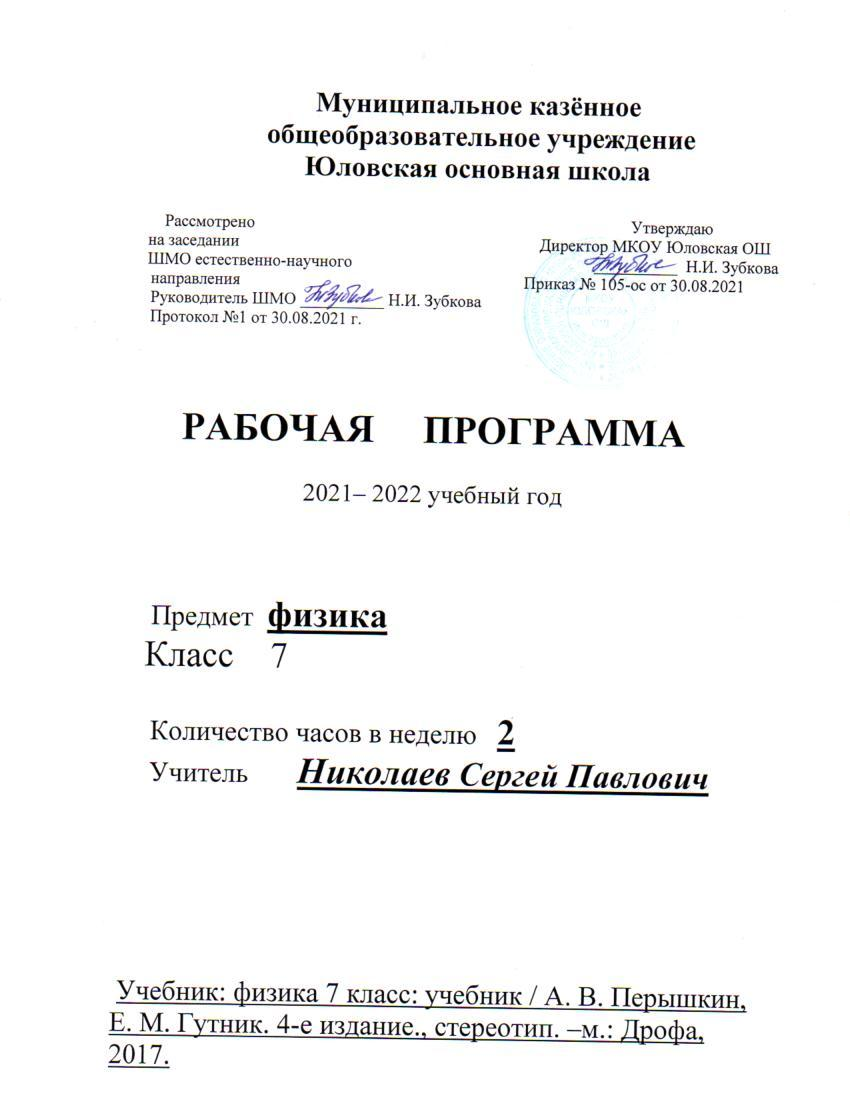 Муниципальное казённое
общеобразовательное учреждение
Юловская основная школа
Рассмотрено
на заседании
ШМО естественно-научного
направления
Руководитель ШМО __________ Н.И. Зубкова
Протокол №1 от 30.08.2021 г.
Утверждаю
Директор МКОУ Юловская ОШ
__________ Н.И. Зубкова
Приказ № 105-ос от 30.08.2021
РАБОЧАЯ ПРОГРАММА
2021– 2022 учебный год
Предмет физика
Класс 7
Количество часов в неделю 2
Учитель Николаев Сергей Павлович
Учебник: физика 7 класс: учебник / А. В. Перышкин,
Е. М. Гутник. 4-е издание., стереотип. –м.: Дрофа,
2017.